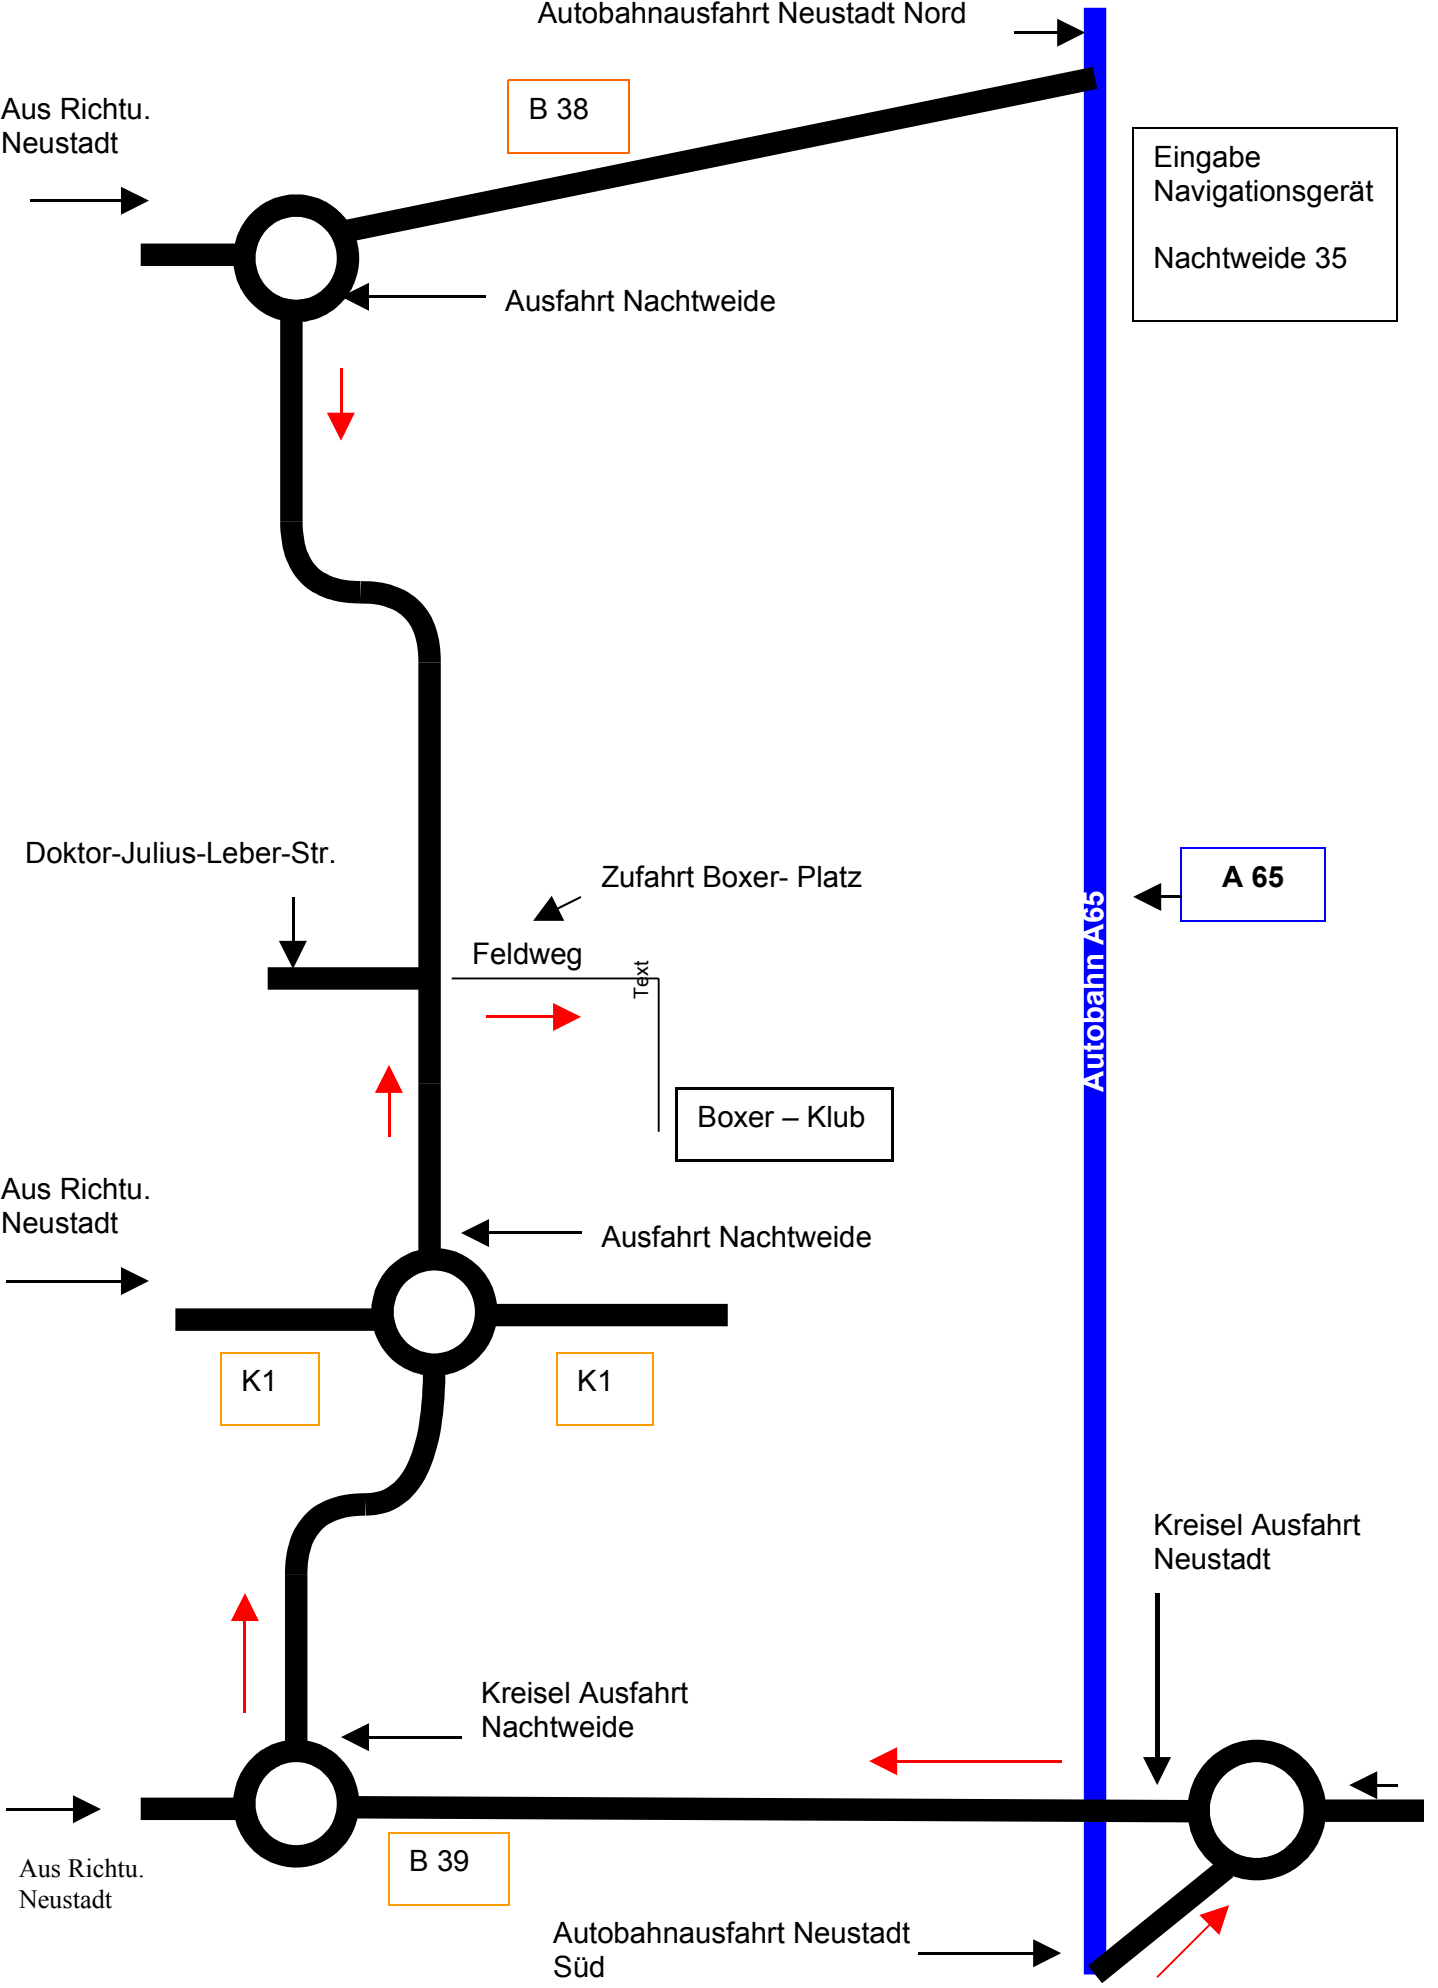 Autobahnausfahrt Neustadt Nord
B 38
Aus Richtu.
Neustadt
Eingabe
Navigationsgerät
Nachtweide 35
Ausfahrt Nachtweide
Doktor-Julius-Leber-Str.
Zufahrt Boxer- Platz
A 65
Autobahn A65
Feldweg
Text
Boxer – Klub
Aus Richtu.
Neustadt
Ausfahrt Nachtweide
K1
K1
Kreisel Ausfahrt
Neustadt
Kreisel Ausfahrt
Nachtweide
B 39
Aus Richtu.
Neustadt
Autobahnausfahrt Neustadt
Süd